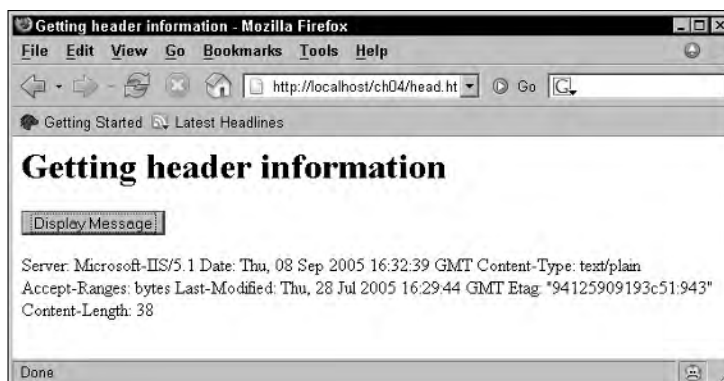 Getting header information - Mozilla Firefox
File Edit View Go Bookmarks Tools Help
http://localhost/ch04/head.ht Go G
Getting Started Latest Headlines
Getting header information
Display Message
Server: Microsoft-IIS/5.1 Date: Thu, 08 Sep 2005 16:32:39 GMT Content-Type: text/plain
Accept-Ranges: bytes Last-Modified: Thu, 28 Jul 2005 16:29:44 GMT Etag: "94125909193c51:943"
Content-Length: 38
Done